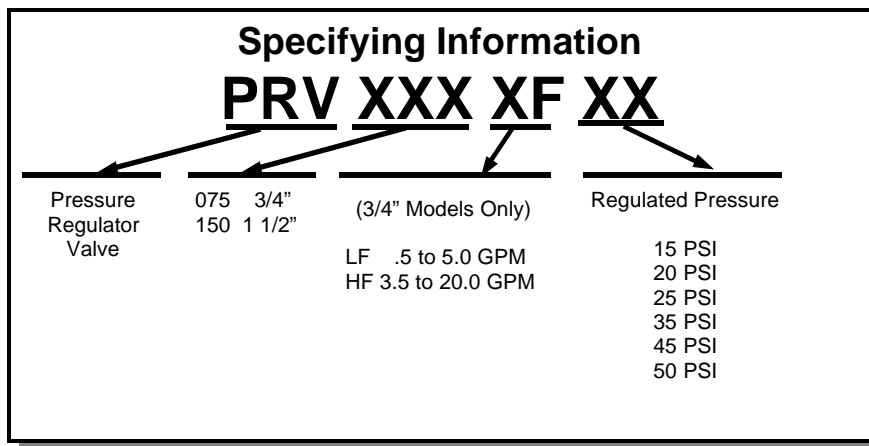 Specifying Information
PRV XXX XF XX
Pressure
Regulator
Valve
075 3/4”
150 1 1/2”
(3/4” Models Only)
LF .5 to 5.0 GPM
HF 3.5 to 20.0 GPM
Regulated Pressure
15 PSI
20 PSI
25 PSI
35 PSI
45 PSI
50 PSI